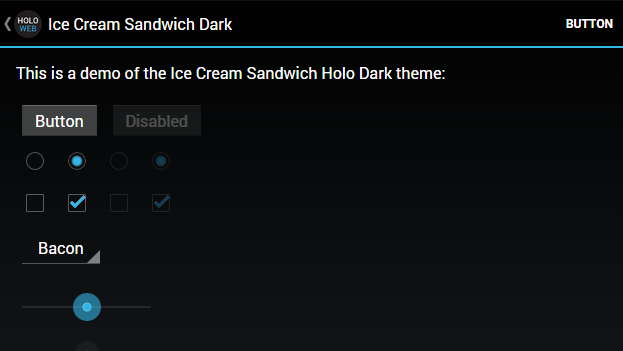 HOLO
WEB
Ice Cream Sandwich Dark
BUTTON
This is a demo of the Ice Cream Sandwich Holo Dark theme:
Button
Disabled
Bacon